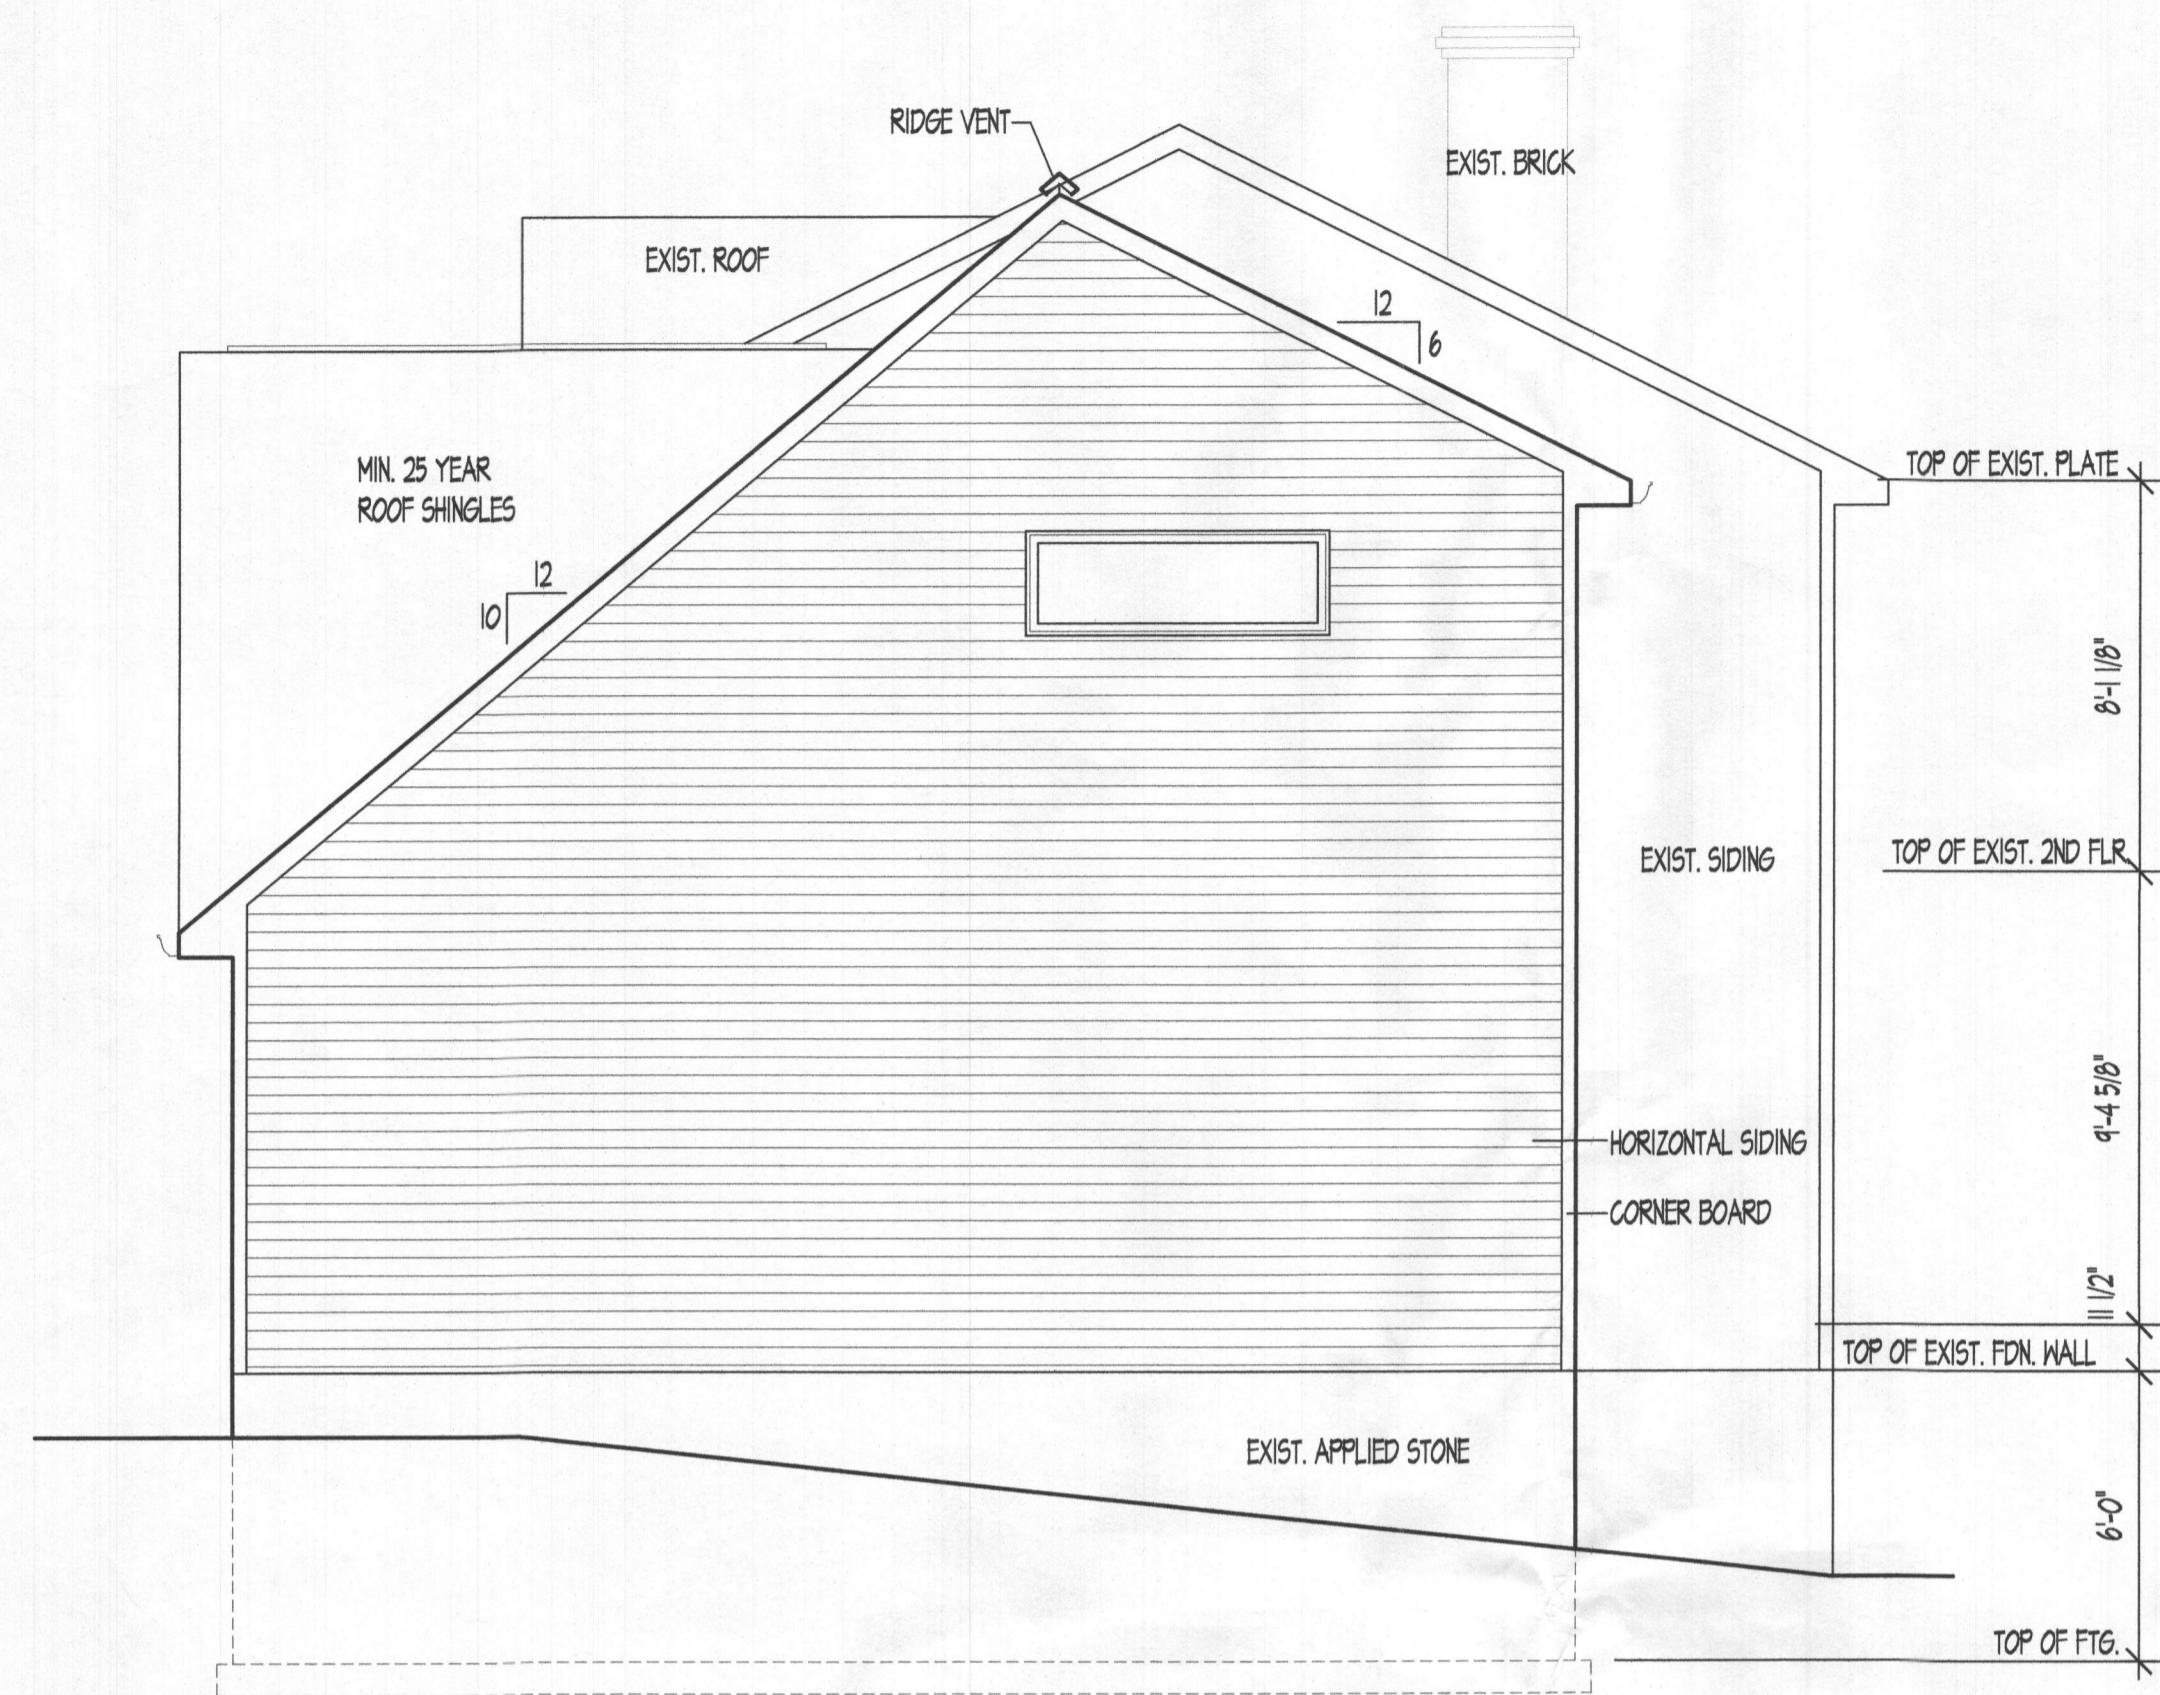 RIDGE VENT
EXIST. BRICK
EXIST. ROOF
12
6
MIN. 25 YEAR
ROOF SHINGLES
TOP OF EXIST. PLATE
12
10
8'-1 1/8"
TOP OF EXIST. 2ND FLR.
EXIST. SIDING
9'-4 5/8"
HORIZONTAL SIDING
CORNER BOARD
11 1/2"
TOP OF EXIST. FDN. WALL
EXIST. APPLIED STONE
6'-0"
TOP OF FTG.